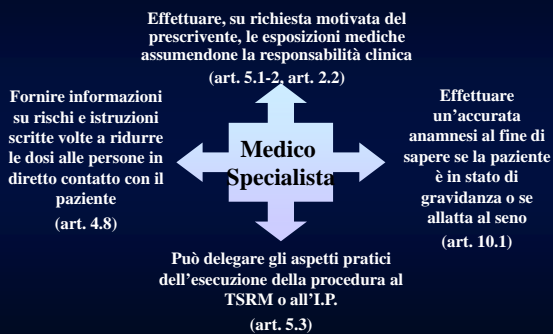 Effettuare, su richiesta motivata del
prescrivente, le esposizioni mediche
assumendone la responsabilità clinica
(art. 5.1-2, art. 2.2)
Fornire informazioni
su rischi e istruzioni
scritte volte a ridurre
le dosi alle persone in
diretto contatto con il
paziente
(art. 4.8)
Medico
Specialista
Effettuare
un'accurata
anamnesi al fine di
sapere se la paziente
è in stato di
gravidanza o se
allatta al seno
(art. 10.1)
Può delegare gli aspetti pratici
dell'esecuzione della procedura al
TSRM o all'I.P.
(art. 5.3)